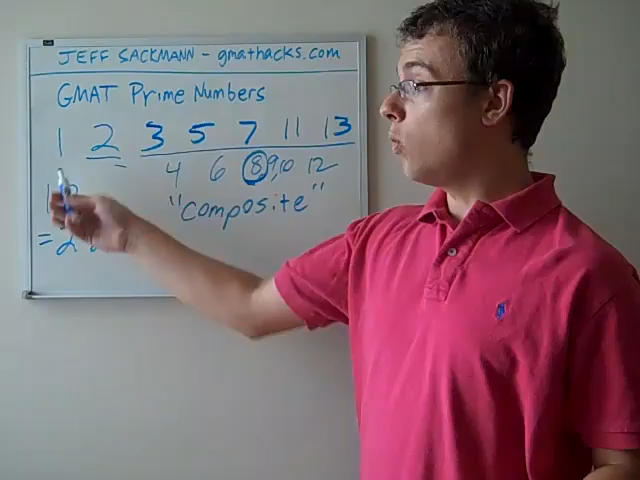 JEFF SACKMANN - gmathacks.com
GMAT Prime Numbers
1 2 3 5 7 11 13
4 6 8 9,10 12
"composite"
= 2